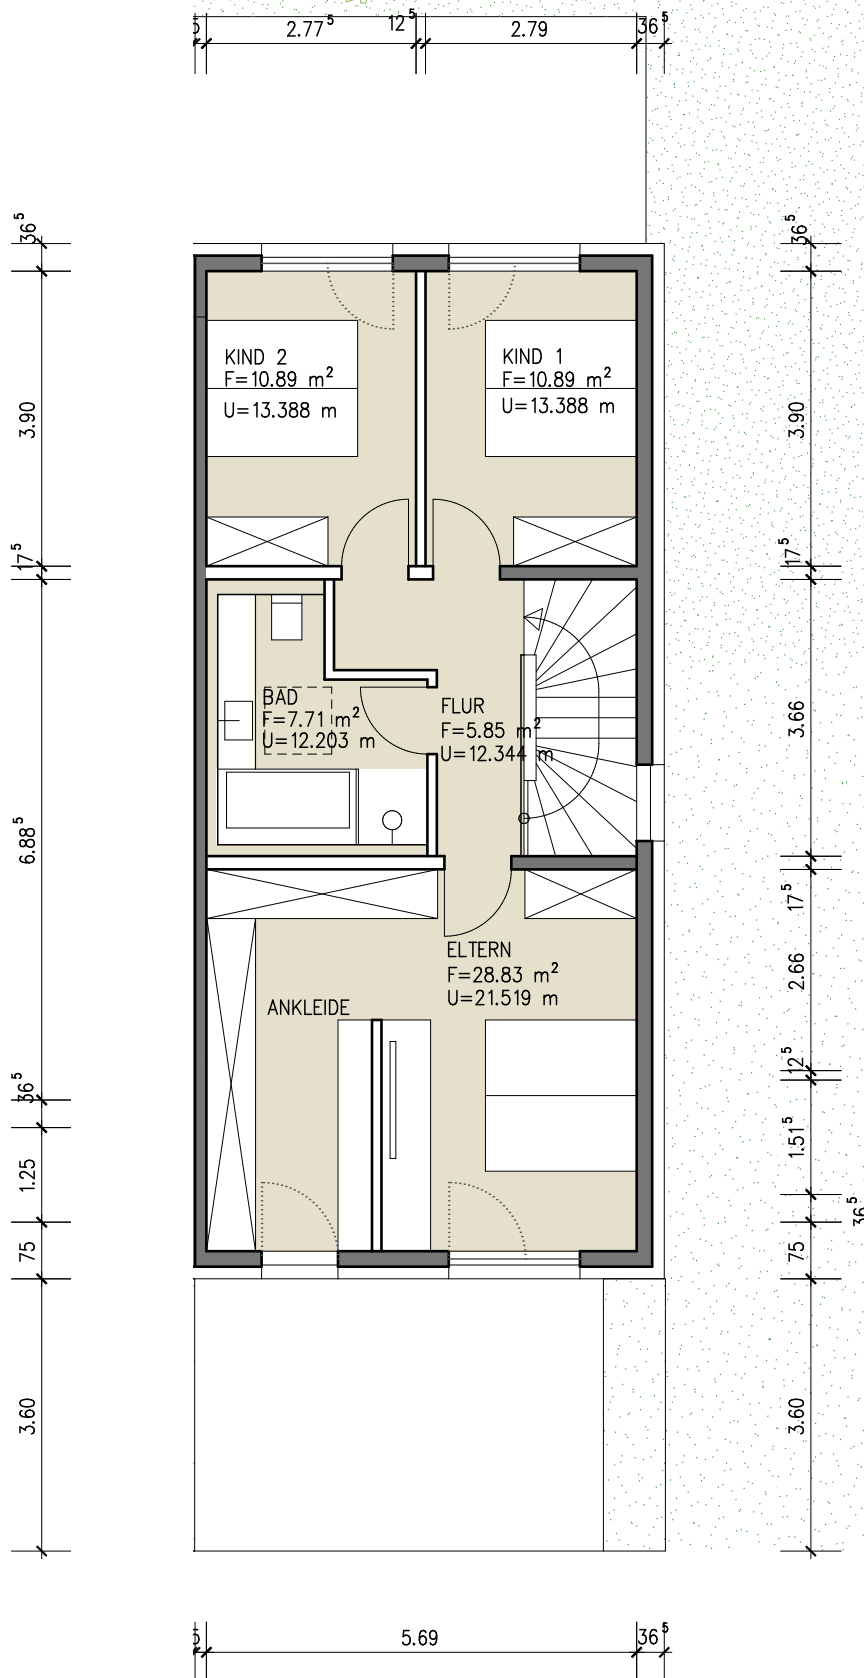 5
2.77⁵
12⁵
2.79
36⁵
36⁵
3.90
17⁵
6.88⁵
36⁵
1.25
75
3.60
KIND 2
F=10.89 m²
U=13.388 m
KIND 1
F=10.89 m²
U=13.388 m
BAD
F=7.71 m²
U=12.203 m
FLUR
F=5.85 m²
U=12.344 m
ELTERN
F=28.83 m²
U=21.519 m
ANKLEIDE
36⁵
3.90
17⁵
3.66
17⁵
2.66
12⁵
1.51⁵
36⁵
75
3.60
5
5.69
36⁵